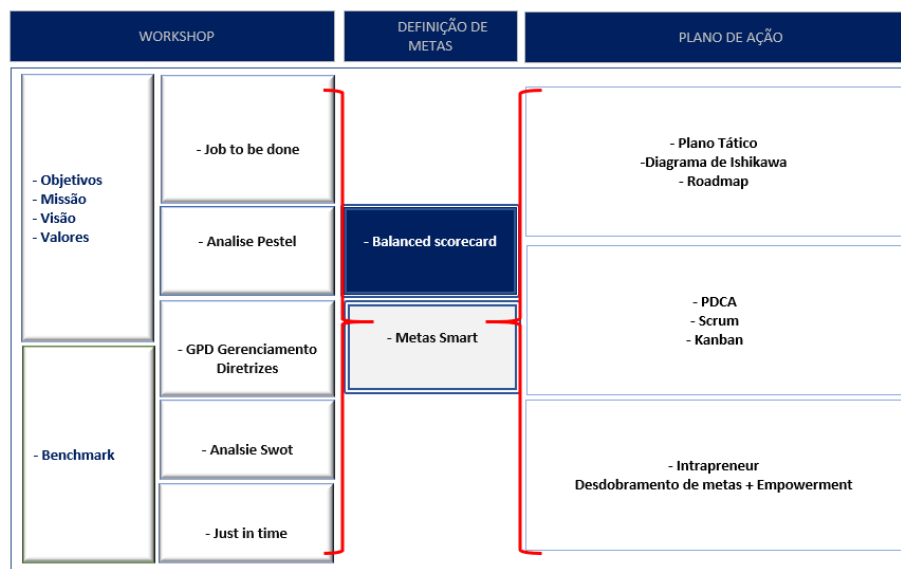 WORKSHOP
DEFINIÇÃO DE
METAS
PLANO DE AÇÃO
- Objetivos
- Missão
- Visão
- Valores
- Benchmark
- Job to be done
- Analise Pestel
- GPD Gerenciamento
Diretrizes
- Analsie Swot
- Just in time
- Balanced scorecard
- Metas Smart
- Plano Tático
-Diagrama de Ishikawa
- Roadmap
- PDCA
- Scrum
- Kanban
- Intrapreneur
Desdobramento de metas + Empowerment